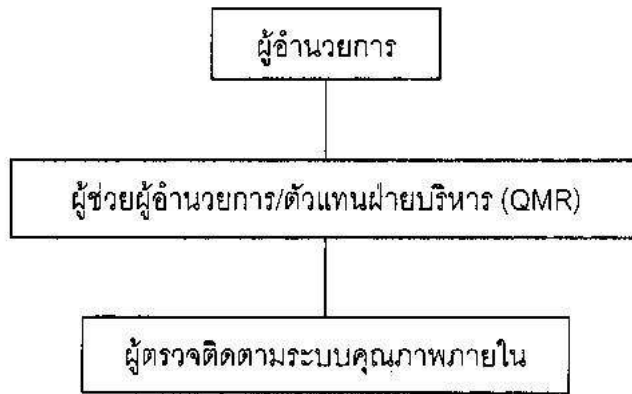 ผู้อำนวยการ
ผู้ช่วยผู้อำนวยการ/ตัวแทนฝ่ายบริหาร (QMR)
ผู้ตรวจติดตามระบบคุณภาพภายใน